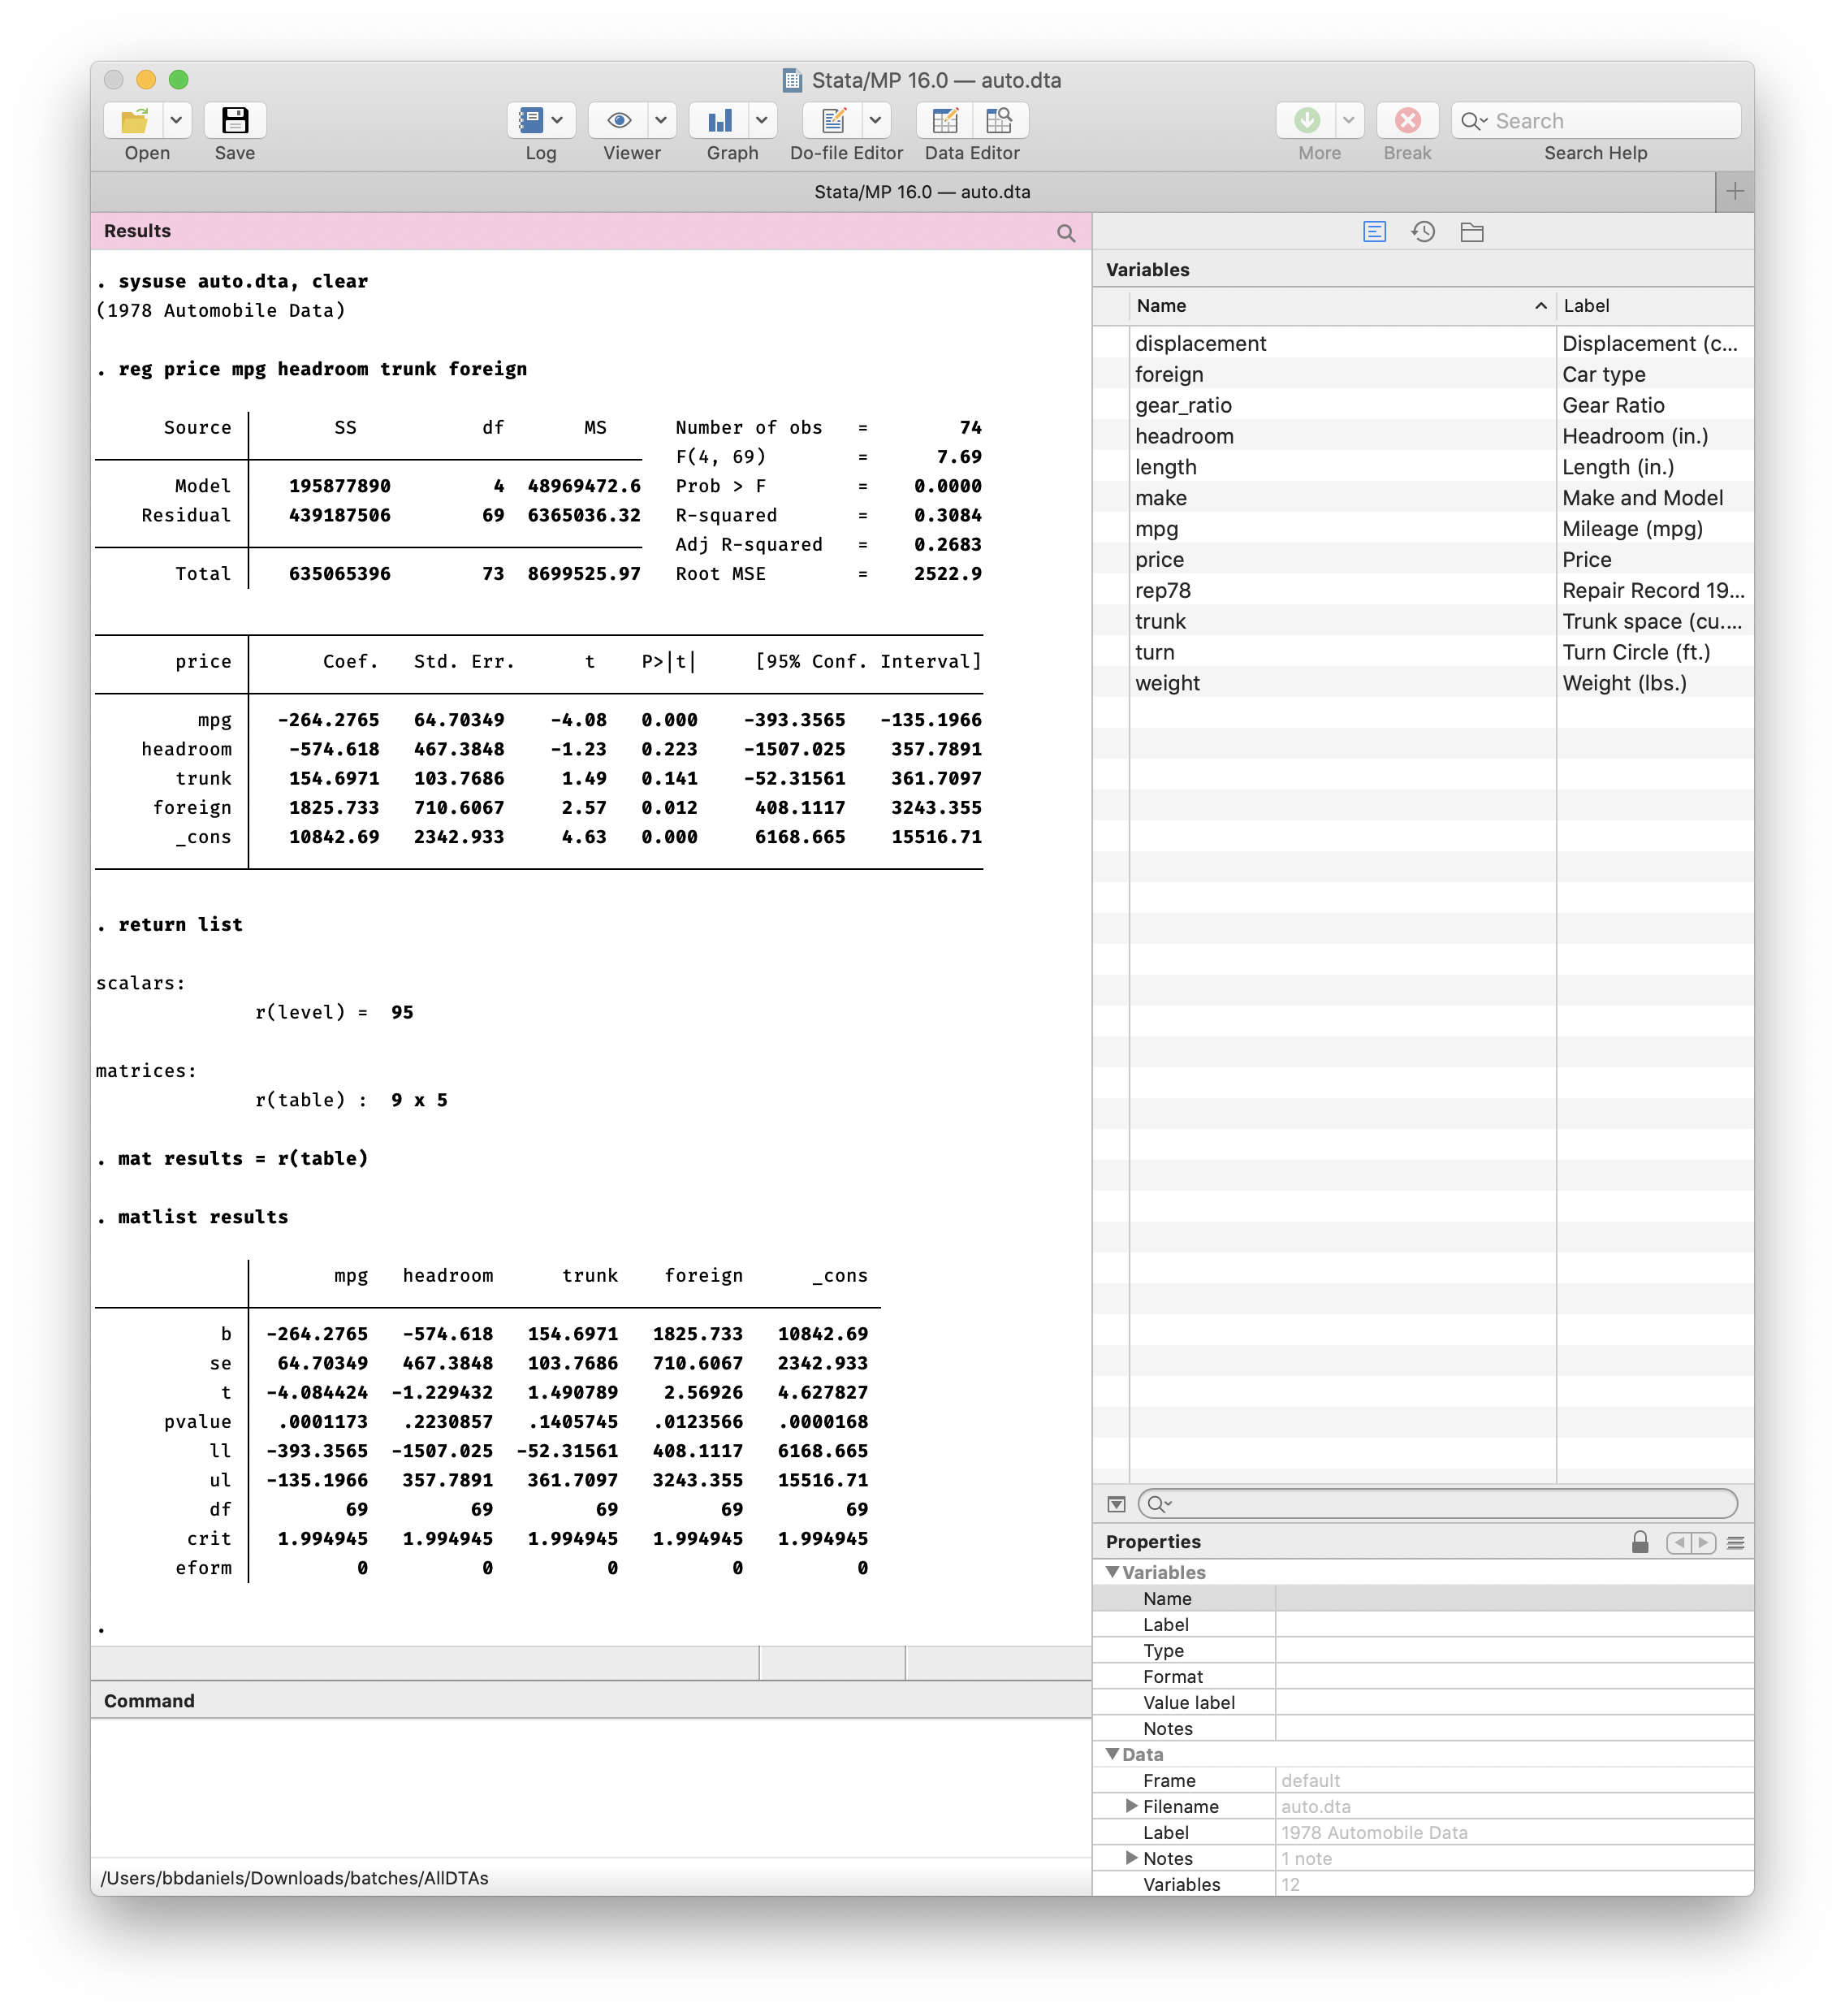 Stata/MP 16.0 — auto.dta
Open Save Log Viewer Graph Do-file Editor Data Editor More Break Search
Search Help
Stata/MP 16.0 — auto.dta
Results
. sysuse auto.dta, clear
(1978 Automobile Data)
. reg price mpg headroom trunk foreign
Source SS df MS Number of obs = 74
F(4, 69) = 7.69
Model 195877890 4 48969472.6 Prob > F = 0.0000
Residual 439187506 69 6365036.32 R-squared = 0.3084
Adj R-squared = 0.2683
Total 635065396 73 8699525.97 Root MSE = 2522.9
price Coef. Std. Err. t P>|t| [95% Conf. Interval]
mpg -264.2765 64.70349 -4.08 0.000 -393.3565 -135.1966
headroom -574.618 467.3848 -1.23 0.223 -1507.025 357.7891
trunk 154.6971 103.7686 1.49 0.141 -52.31561 361.7097
foreign 1825.733 710.6067 2.57 0.012 408.1117 3243.355
_cons 10842.69 2342.933 4.63 0.000 6168.665 15516.71
. return list
scalars:
r(level) = 95
matrices:
r(table) : 9 x 5
. mat results = r(table)
. matlist results
mpg headroom trunk foreign _cons
b -264.2765 -574.618 154.6971 1825.733 10842.69
se 64.70349 467.3848 103.7686 710.6067 2342.933
t -4.084424 -1.229432 1.490789 2.56926 4.627827
pvalue .0001173 .2230857 .1405745 .0123566 .0000168
ll -393.3565 -1507.025 -52.31561 408.1117 6168.665
ul -135.1966 357.7891 361.7097 3243.355 15516.71
df 69 69 69 69 69
crit 1.994945 1.994945 1.994945 1.994945 1.994945
eform 0 0 0 0 0
.
Command
/Users/bbdaniels/Downloads/batches/AllDTAs
Variables
Name Label
displacement Displacement (c...
foreign Car type
gear_ratio Gear Ratio
headroom Headroom (in.)
length Length (in.)
make Make and Model
mpg Mileage (mpg)
price Price
rep78 Repair Record 19...
trunk Trunk space (cu....
turn Turn Circle (ft.)
weight Weight (lbs.)
Properties
Variables
Name
Label
Type
Format
Value label
Notes
Data
Frame default
Filename auto.dta
Label 1978 Automobile Data
Notes 1 note
Variables 12